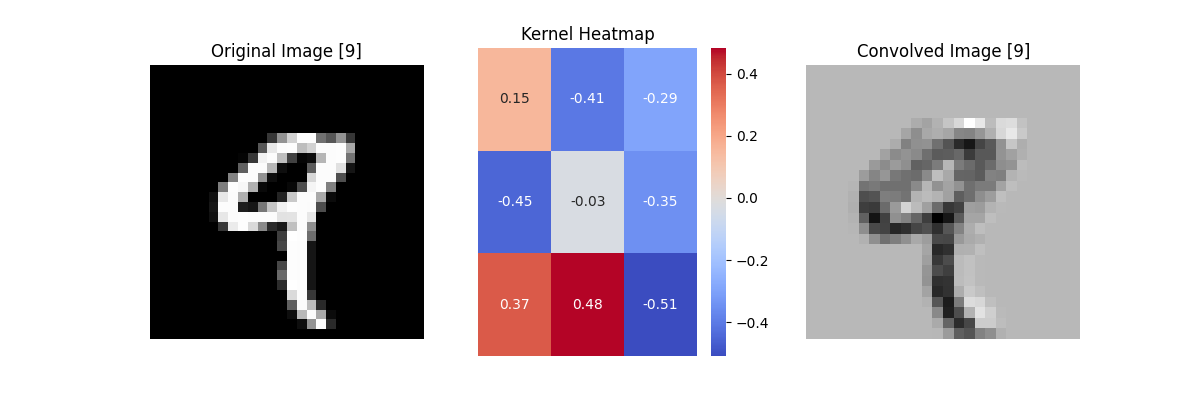 Original Image [9]
Kernel Heatmap
Convolved Image [9]
0.15 -0.41 -0.29
-0.45 -0.03 -0.35
0.37 0.48 -0.51
0.4
0.2
0.0
−0.2
−0.4
9